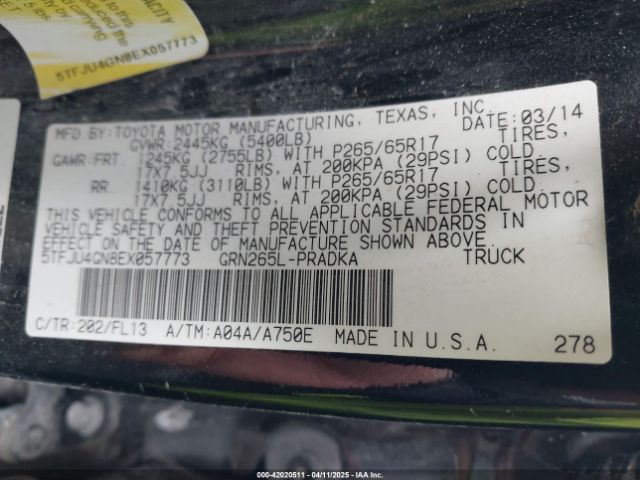 5TFJU4GN8EX057773
MFD BY:TOYOTA MOTOR MANUFACTURING, TEXAS, INC. DATE: 03/14
GVWR:2445KG (5400LB)
GAWR:FRT. 1245KG (2755LB) WITH P265/65R17 TIRES,
17X7.5JJ RIMS, AT 200KPA (29PSI) COLD.
RR. 1410KG (3110LB) WITH P265/65R17 TIRES,
17X7.5JJ RIMS, AT 200KPA (29PSI) COLD.
THIS VEHICLE CONFORMS TO ALL APPLICABLE FEDERAL MOTOR
VEHICLE SAFETY AND THEFT PREVENTION STANDARDS IN
EFFECT ON THE DATE OF MANUFACTURE SHOWN ABOVE.
5TFJU4GN8EX057773 GRN265L-PRADKA TRUCK
C/TR:202/FL13 A/TM:A04A/A750E MADE IN U.S.A. 278
000-42020511 - 04/11/2025 - IAAI